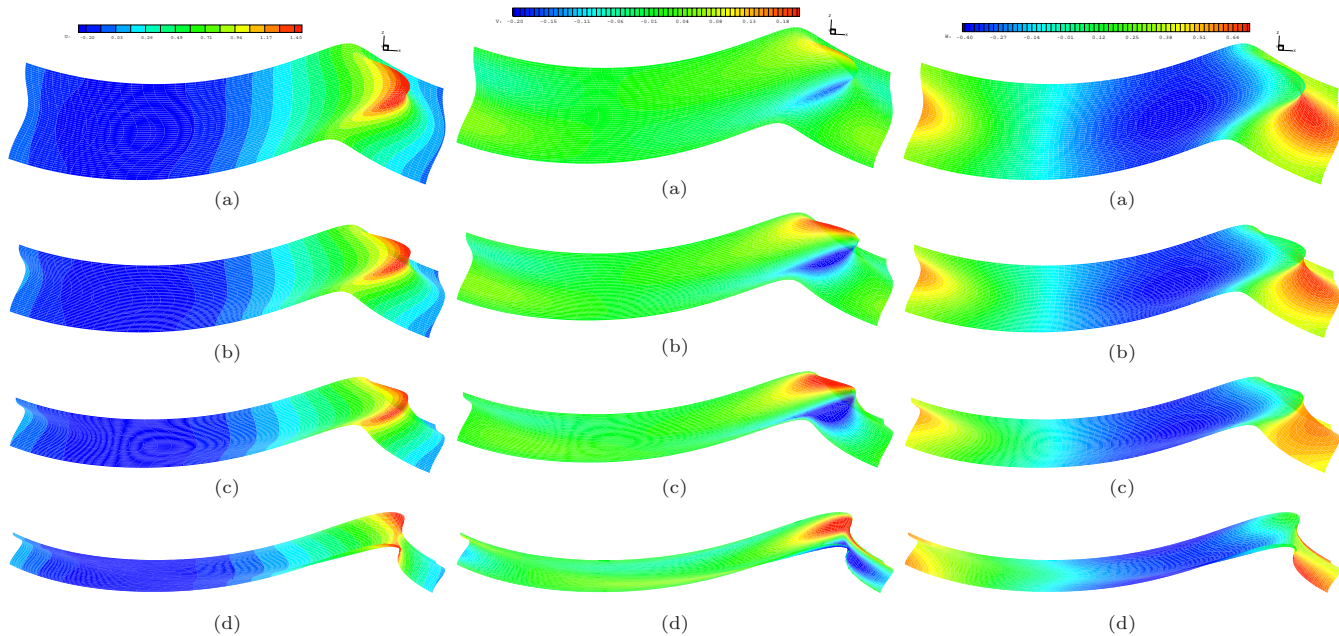 U: -0.20 0.03 0.26 0.49 0.71 0.94 1.17 1.40
z
x
V: -0.20 -0.15 -0.11 -0.06 -0.01 0.04 0.08 0.13 0.18
z
x
W: -0.40 -0.27 -0.14 -0.01 0.12 0.25 0.38 0.51 0.64
z
x
(a)
(a)
(a)
(b)
(b)
(b)
(c)
(c)
(c)
(d)
(d)
(d)